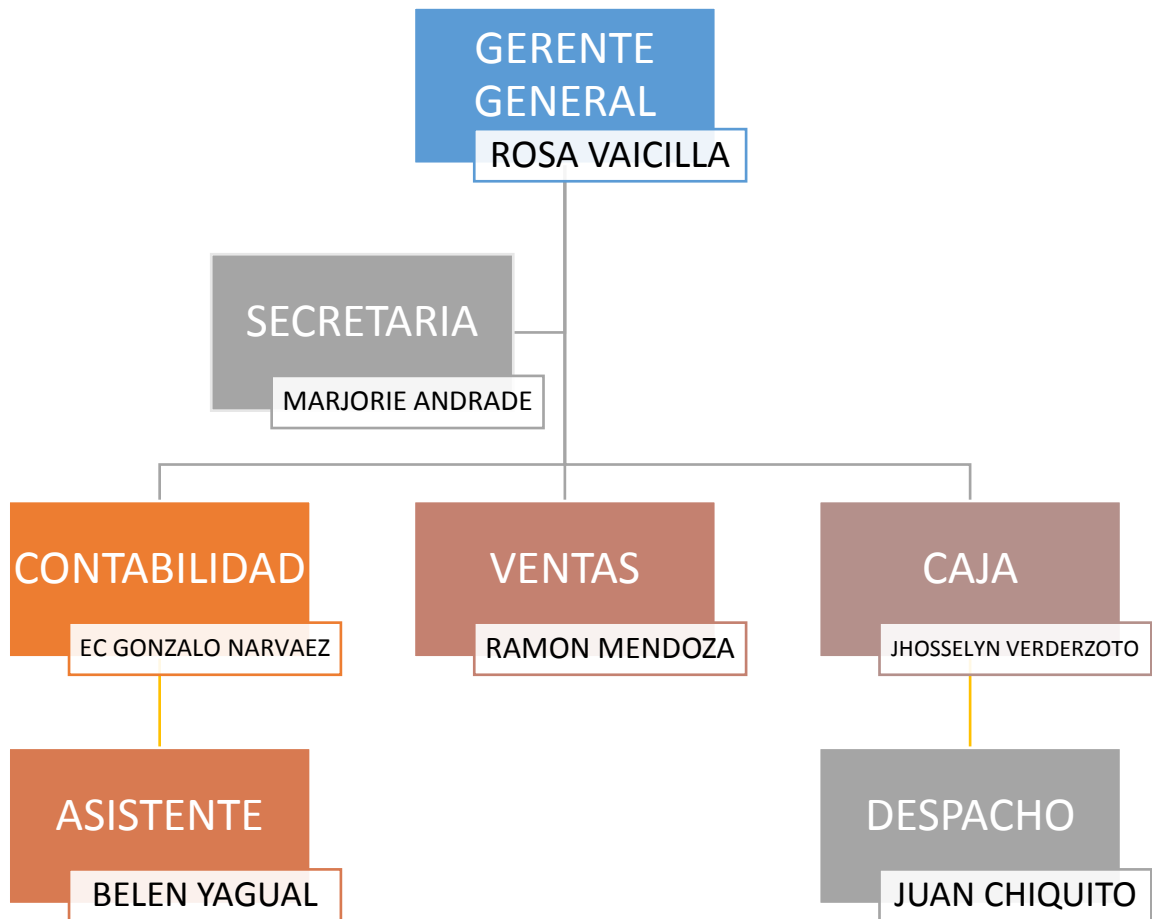 GERENTE
GENERAL
ROSA VAICILLA
SECRETARIA
MARJORIE ANDRADE
CONTABILIDAD
EC GONZALO NARVAEZ
VENTAS
RAMON MENDOZA
CAJA
JHOSSELYN VERDERZOTO
ASISTENTE
BELEN YAGUAL
DESPACHO
JUAN CHIQUITO